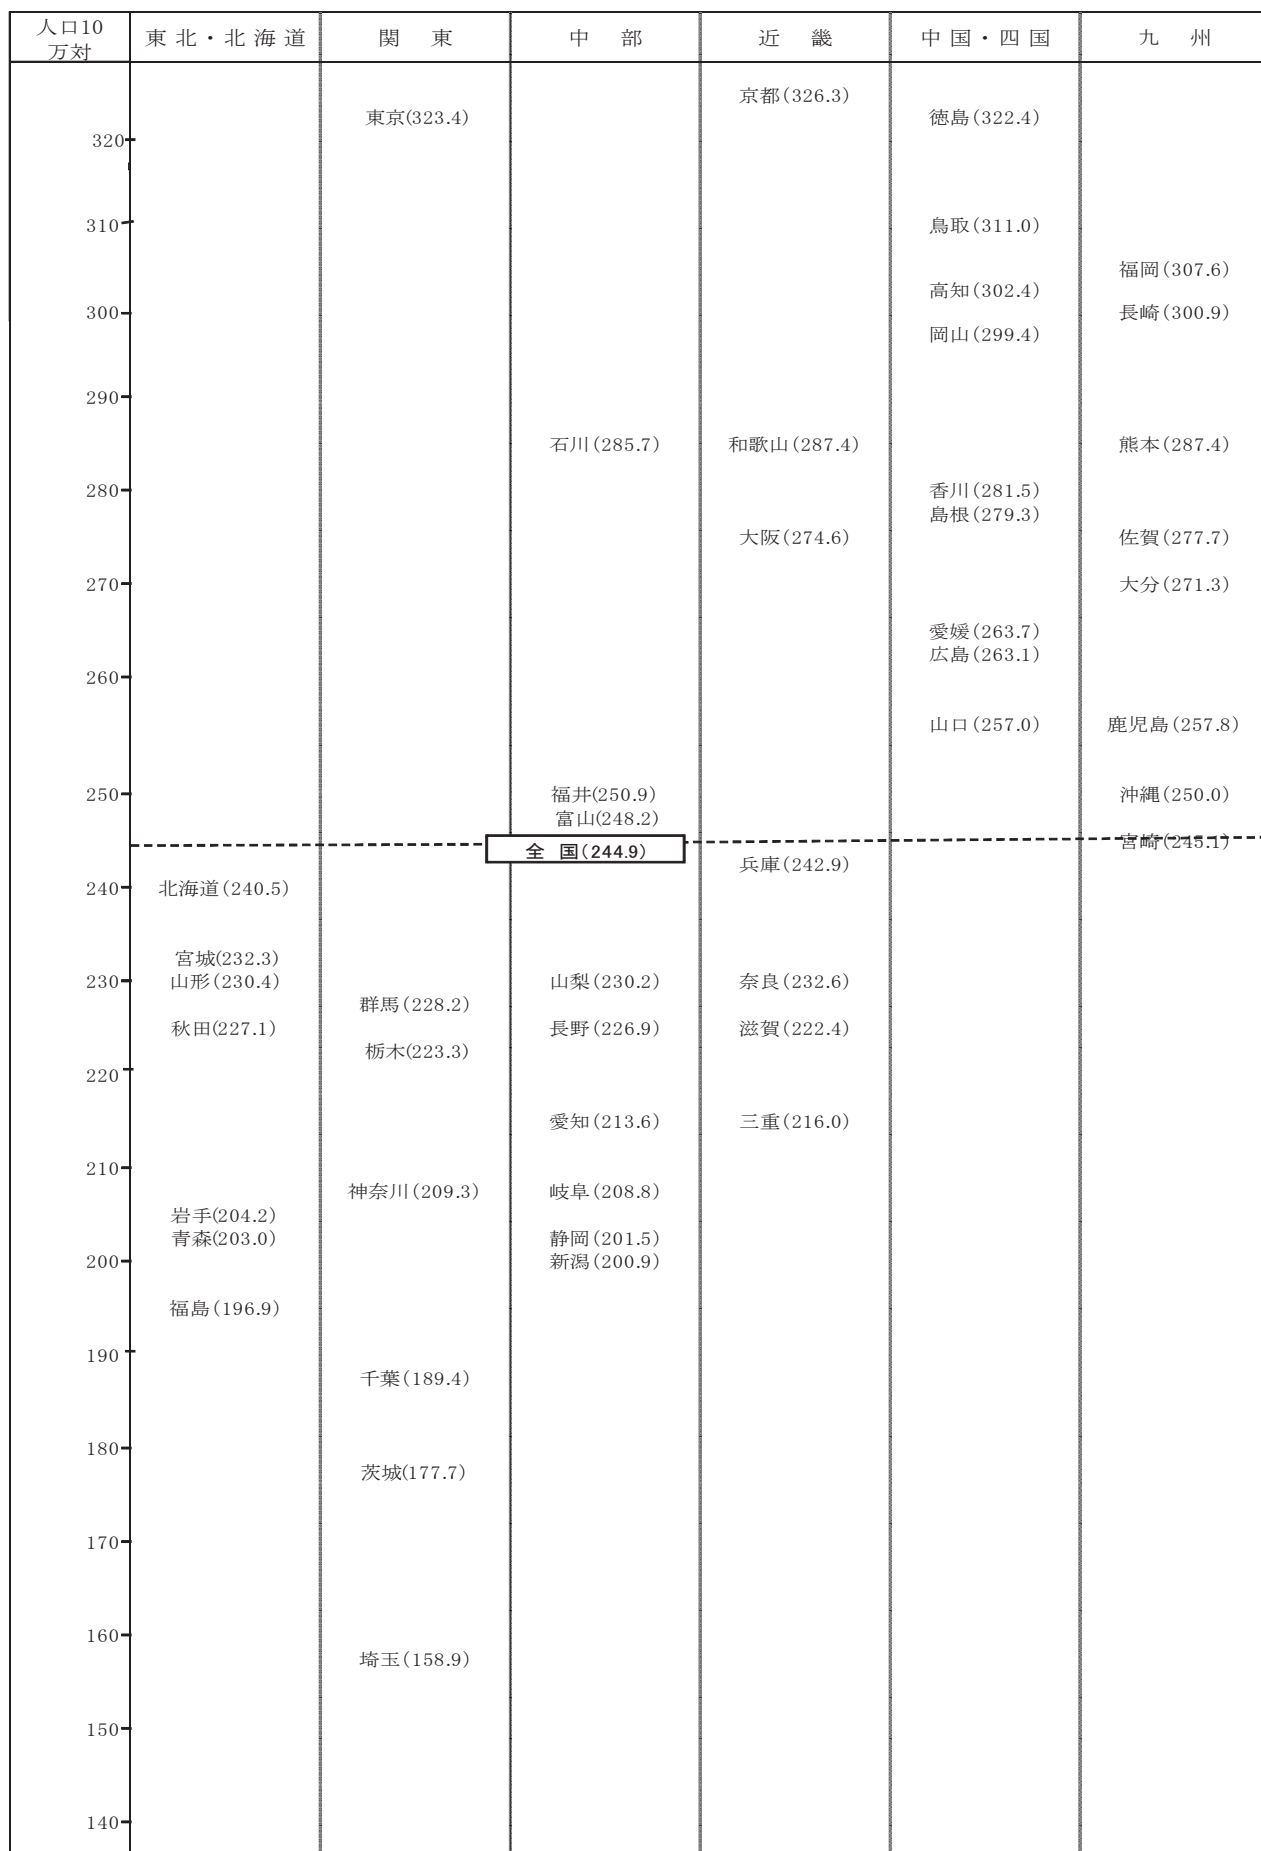 人口10
万対
東北・北海道
関 東
中 部
近 畿
中国・四国
九 州
京都(326.3)
東京(323.4)
徳島(322.4)
320
310
鳥取(311.0)
福岡(307.6)
高知(302.4)
300
長崎(300.9)
岡山(299.4)
290
石川(285.7)
和歌山(287.4)
熊本(287.4)
280
香川(281.5)
島根(279.3)
大阪(274.6)
佐賀(277.7)
270
大分(271.3)
愛媛(263.7)
広島(263.1)
260
山口(257.0)
鹿児島(257.8)
250
福井(250.9)
沖縄(250.0)
富山(248.2)
宮崎(245.1)
全 国(244.9)
兵庫(242.9)
240
北海道(240.5)
宮城(232.3)
230
山形(230.4)
山梨(230.2)
奈良(232.6)
群馬(228.2)
秋田(227.1)
長野(226.9)
滋賀(222.4)
栃木(223.3)
220
愛知(213.6)
三重(216.0)
210
神奈川(209.3)
岐阜(208.8)
岩手(204.2)
青森(203.0)
静岡(201.5)
200
新潟(200.9)
福島(196.9)
190
千葉(189.4)
180
茨城(177.7)
170
160
埼玉(158.9)
150
140